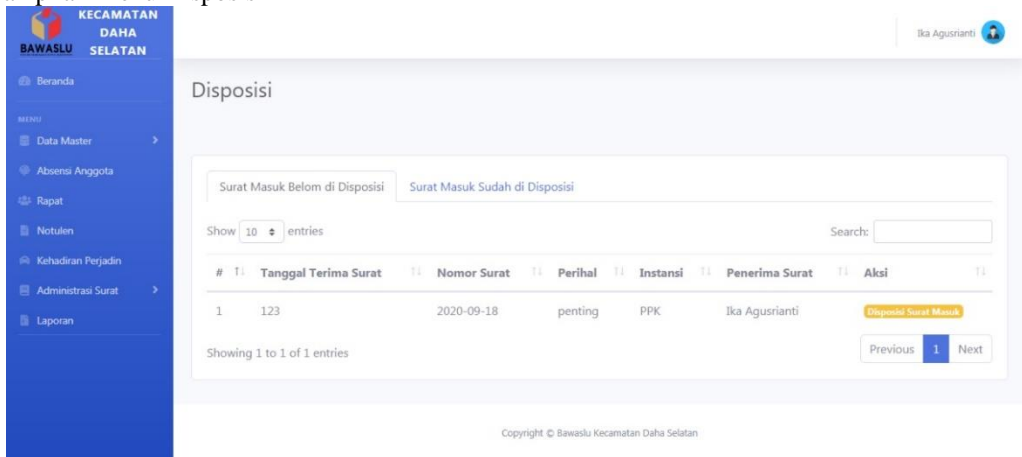 KECAMATAN
DAHA
SELATAN
BAWASLU
Ika Agusrianti
Beranda
MENU
Data Master
Absensi Anggota
Rapat
Notulen
Kehadiran Perjadin
Administrasi Surat
Laporan
Disposisi
Surat Masuk Belom di Disposisi Surat Masuk Sudah di Disposisi
Show 10 entries Search:
# Tanggal Terima Surat Nomor Surat Perihal Instansi Penerima Surat Aksi
1 123 2020-09-18 penting PPK Ika Agusrianti Disposisi Surat Masuk
Showing 1 to 1 of 1 entries Previous 1 Next
Copyright © Bawaslu Kecamatan Daha Selatan